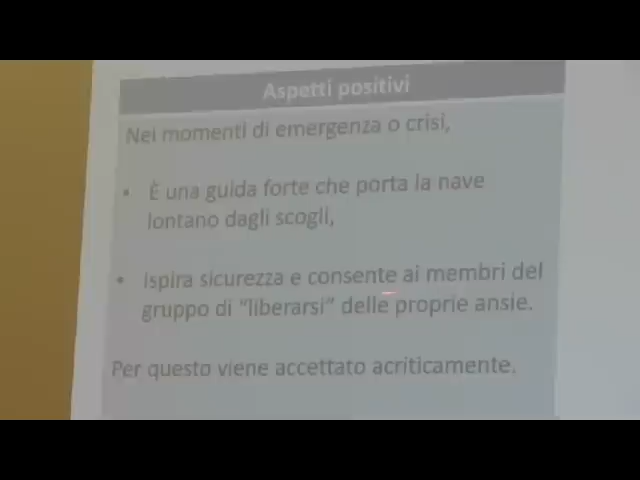 Aspetti positivi
Nei momenti di emergenza o crisi,
• È una guida forte che porta la nave
lontano dagli scogli,
• Ispira sicurezza e consente ai membri del
gruppo di “liberarsi” delle proprie ansie.
Per questo viene accettato acriticamente.